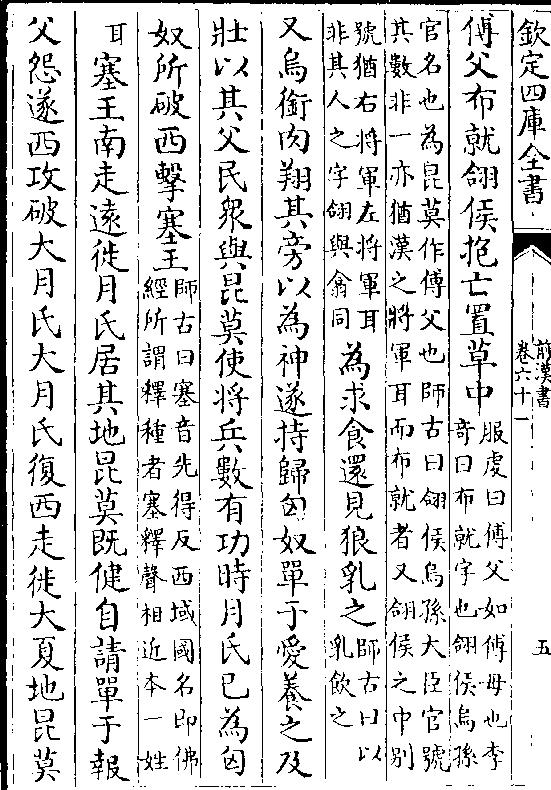 欽定四庫全書
前漢書
卷六十一
五
傅父布就翎侯抱亡置草中
服虔曰傅父如傅母也李
奇曰布就字也翎侯烏孫
官名也為昆莫作傅父也師古曰翎侯烏孫大臣官號
其數非一亦猶漢之將軍耳而布就者又翎侯之中别
號猶右將軍左將軍耳
非其人之字翎與翕同
為求食還見狼乳之
師古曰以
乳飲之
又烏銜肉翔其旁以為神遂持歸匈奴單于愛養之及
壯以其父民衆與昆莫使將兵數有功時月氏已為匈
奴所破西擊塞王
師古曰塞音先得反西域國名即佛
經所謂釋種者塞釋聲相近本一姓
耳
塞王南走遠徙月氏居其地昆莫既健自請單于報
父怨遂西攻破大月氏大月氏復西走徙大夏地昆莫